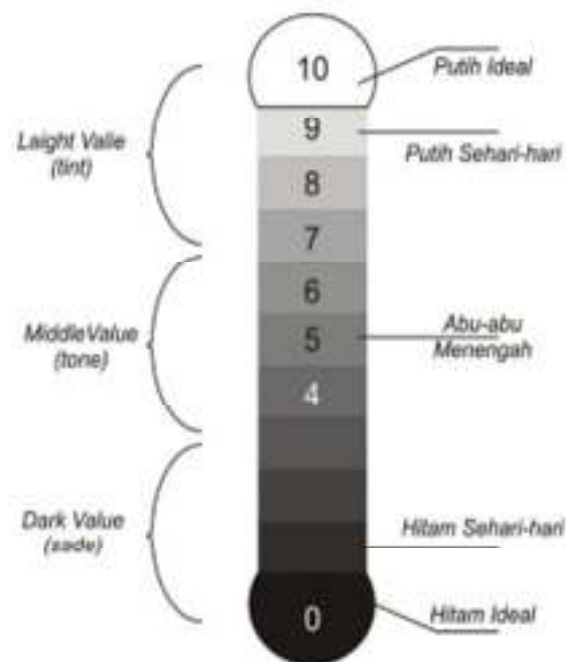 10
Putih Ideal
9
Putih Sehari-hari
Laight Valie
(tint)
8
7
6
MiddleValue
(tone)
5
Abu-abu
Menengah
4
Dark Value
(sade)
Hitam Sehari-hari
0
Hitam Ideal